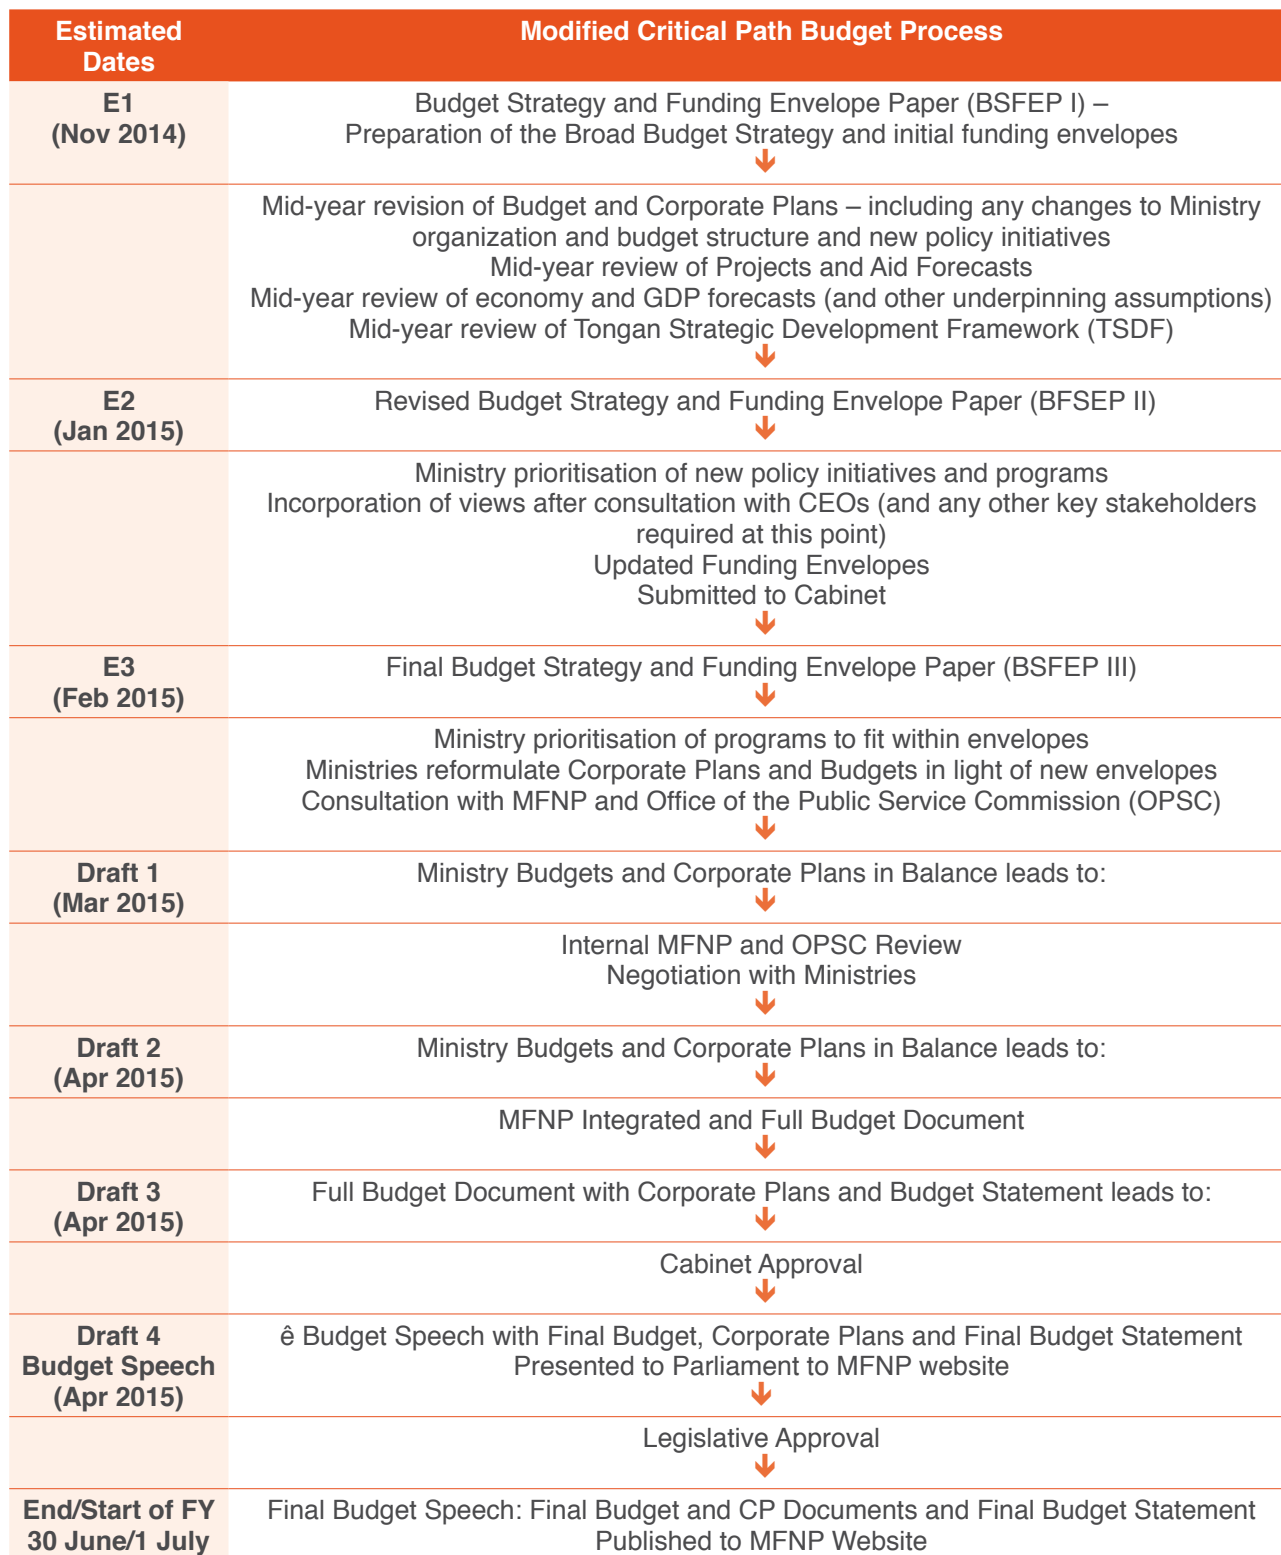 Estimated
Dates
Modified Critical Path Budget Process
E1
(Nov 2014)
Budget Strategy and Funding Envelope Paper (BSFEP I) –
Preparation of the Broad Budget Strategy and initial funding envelopes
Mid-year revision of Budget and Corporate Plans – including any changes to Ministry
organization and budget structure and new policy initiatives
Mid-year review of Projects and Aid Forecasts
Mid-year review of economy and GDP forecasts (and other underpinning assumptions)
Mid-year review of Tongan Strategic Development Framework (TSDF)
E2
(Jan 2015)
Revised Budget Strategy and Funding Envelope Paper (BFSEP II)
Ministry prioritisation of new policy initiatives and programs
Incorporation of views after consultation with CEOs (and any other key stakeholders
required at this point)
Updated Funding Envelopes
Submitted to Cabinet
E3
(Feb 2015)
Final Budget Strategy and Funding Envelope Paper (BSFEP III)
Ministry prioritisation of programs to fit within envelopes
Ministries reformulate Corporate Plans and Budgets in light of new envelopes
Consultation with MFNP and Office of the Public Service Commission (OPSC)
Draft 1
(Mar 2015)
Ministry Budgets and Corporate Plans in Balance leads to:
Internal MFNP and OPSC Review
Negotiation with Ministries
Draft 2
(Apr 2015)
Ministry Budgets and Corporate Plans in Balance leads to:
MFNP Integrated and Full Budget Document
Draft 3
(Apr 2015)
Full Budget Document with Corporate Plans and Budget Statement leads to:
Cabinet Approval
Draft 4
Budget Speech
(Apr 2015)
ê Budget Speech with Final Budget, Corporate Plans and Final Budget Statement
Presented to Parliament to MFNP website
Legislative Approval
End/Start of FY
30 June/1 July
Final Budget Speech: Final Budget and CP Documents and Final Budget Statement
Published to MFNP Website